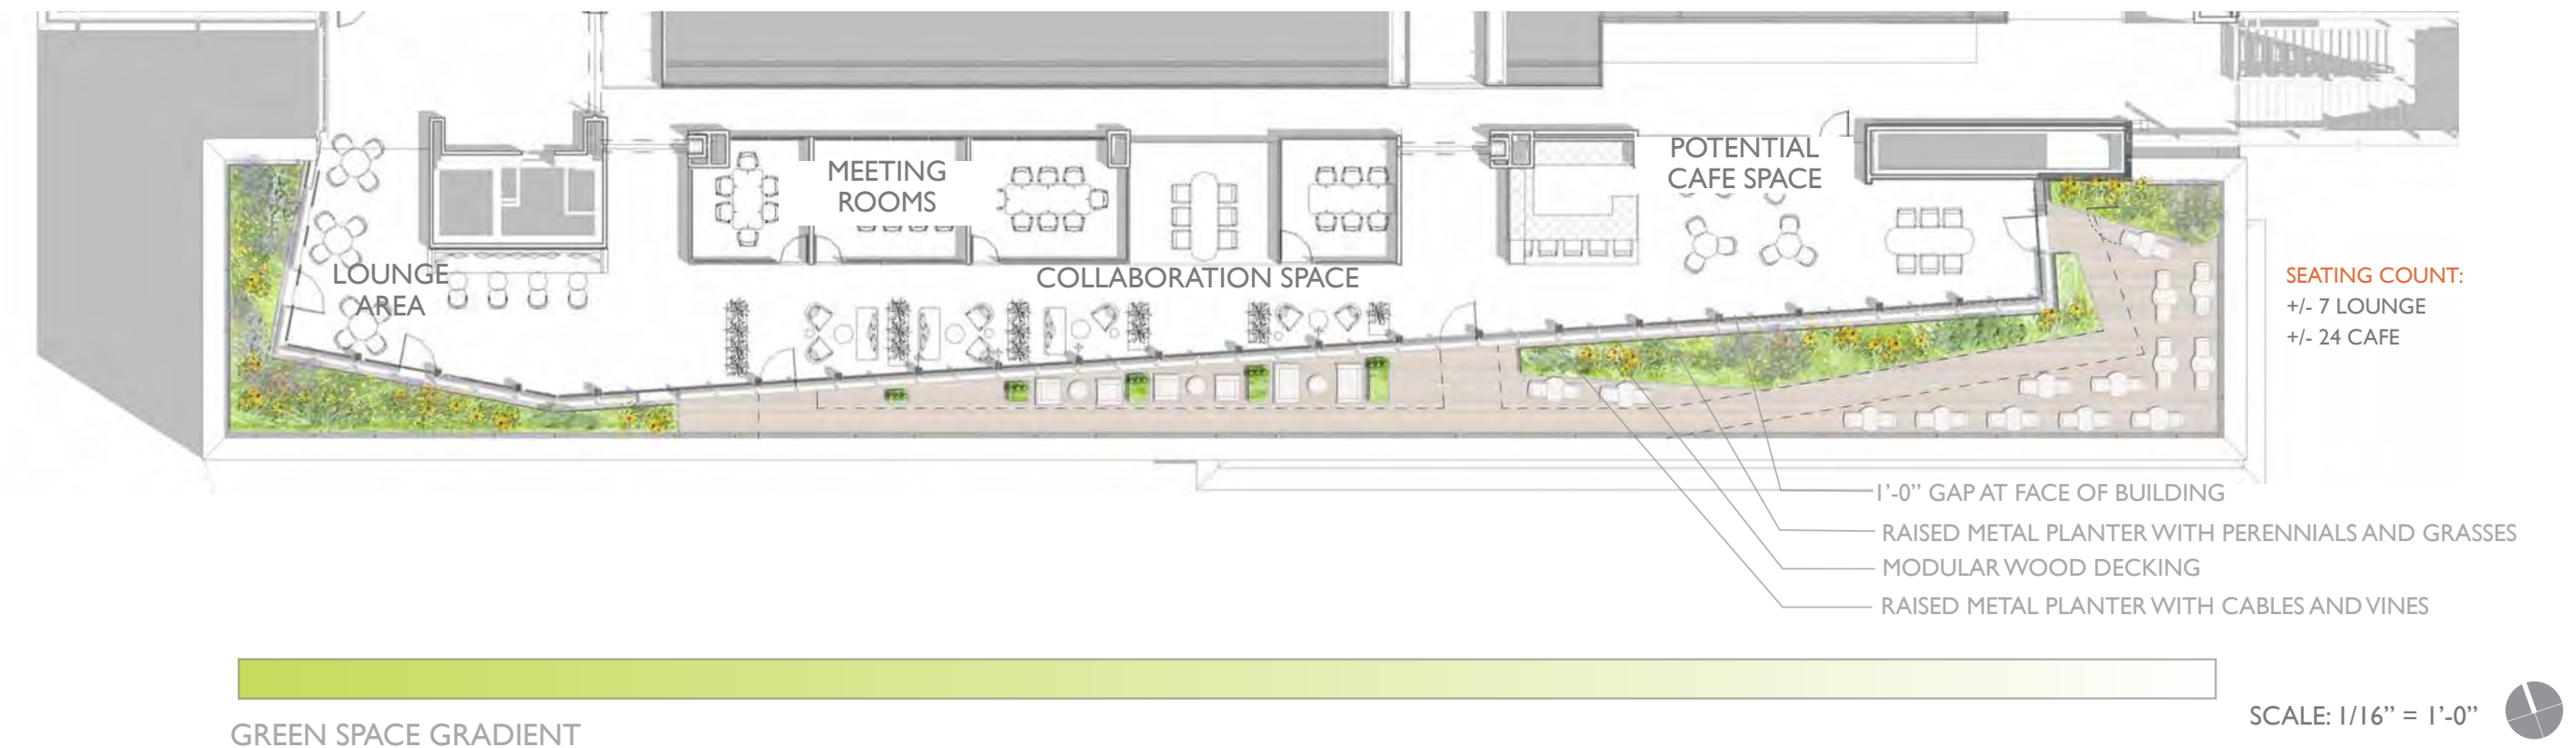 MEETING
ROOMS
POTENTIAL
CAFE SPACE
LOUNGE
AREA
COLLABORATION SPACE
SEATING COUNT:
+/- 7 LOUNGE
+/- 24 CAFE
1'-0” GAP AT FACE OF BUILDING
RAISED METAL PLANTER WITH PERENNIALS AND GRASSES
MODULAR WOOD DECKING
RAISED METAL PLANTER WITH CABLES AND VINES
GREEN SPACE GRADIENT
SCALE: 1/16” = 1'-0”